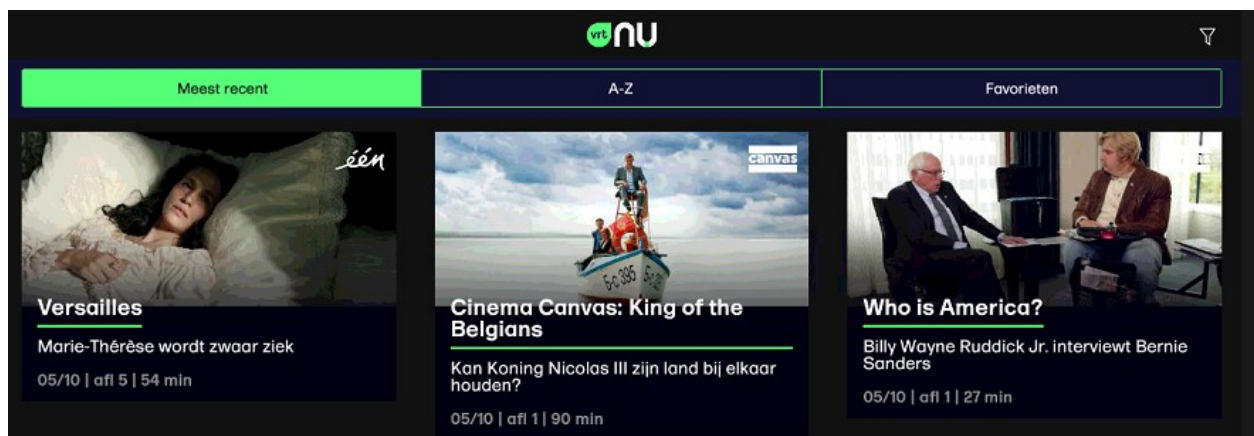 vrt NU
Meest recent
A-Z
Favorieten
één
Versailles
Marie-Thérèse wordt zwaar ziek
05/10 | afl 5 | 54 min
canvas
Cinema Canvas: King of the
Belgians
Kan Koning Nicolas III zijn land bij elkaar
houden?
05/10 | afl 1 | 90 min
Who is America?
Billy Wayne Ruddick Jr. interviewt Bernie
Sanders
05/10 | afl 1 | 27 min